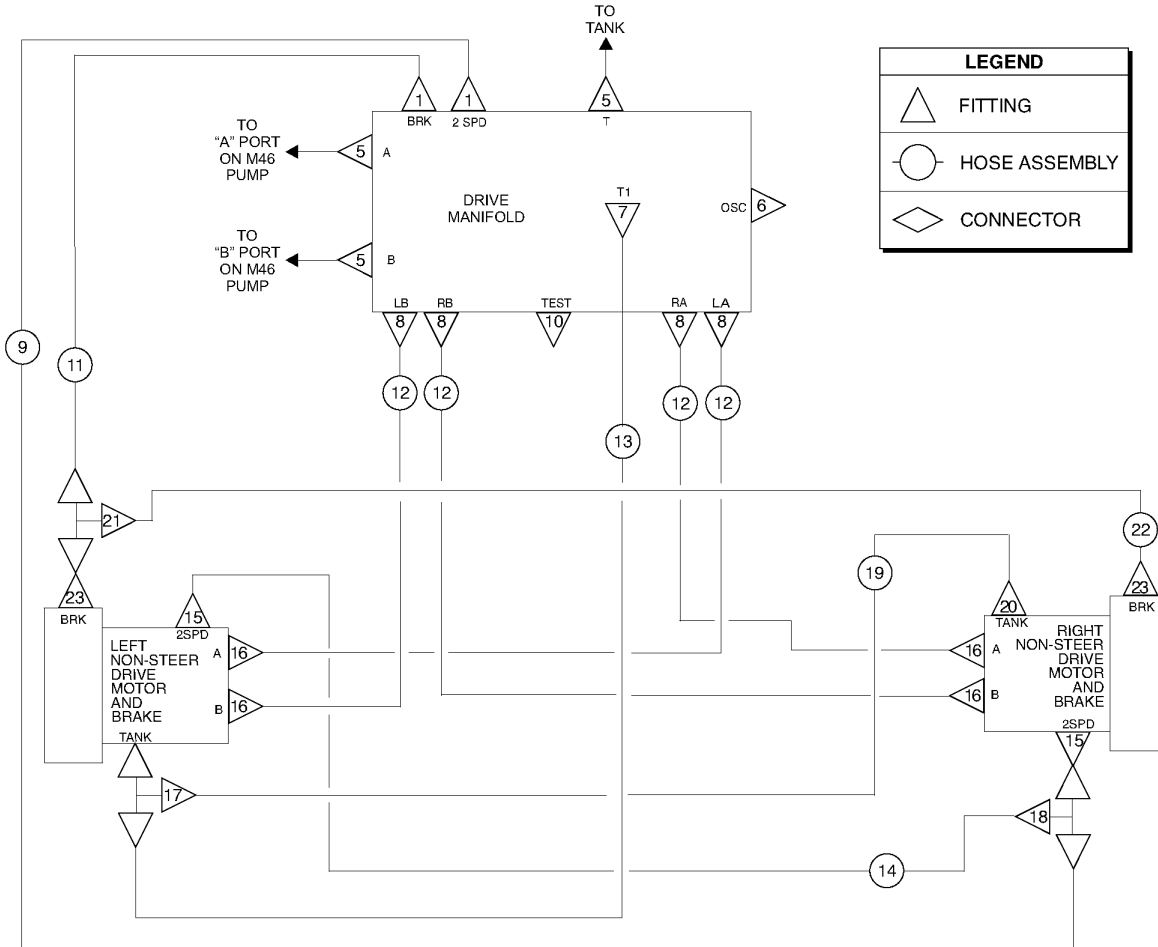 TO
TANK
LEGEND
FITTING
HOSE ASSEMBLY
CONNECTOR
1
1
5
BRK
2 SPD
T
TO
"A" PORT
ON M46
PUMP
5
A
DRIVE
MANIFOLD
T1
7
OSC
6
TO
"B" PORT
ON M46
PUMP
5
B
LB
RB
TEST
RA
LA
8
8
10
8
8
9
11
12
12
12
12
13
21
22
19
23
BRK
15
2SPD
LEFT
NON-STEER
DRIVE
MOTOR
AND
BRAKE
A
16
B
16
TANK
17
20
TANK
23
BRK
RIGHT
NON-STEER
DRIVE
MOTOR
AND
BRAKE
16
A
16
B
2SPD
15
18
14